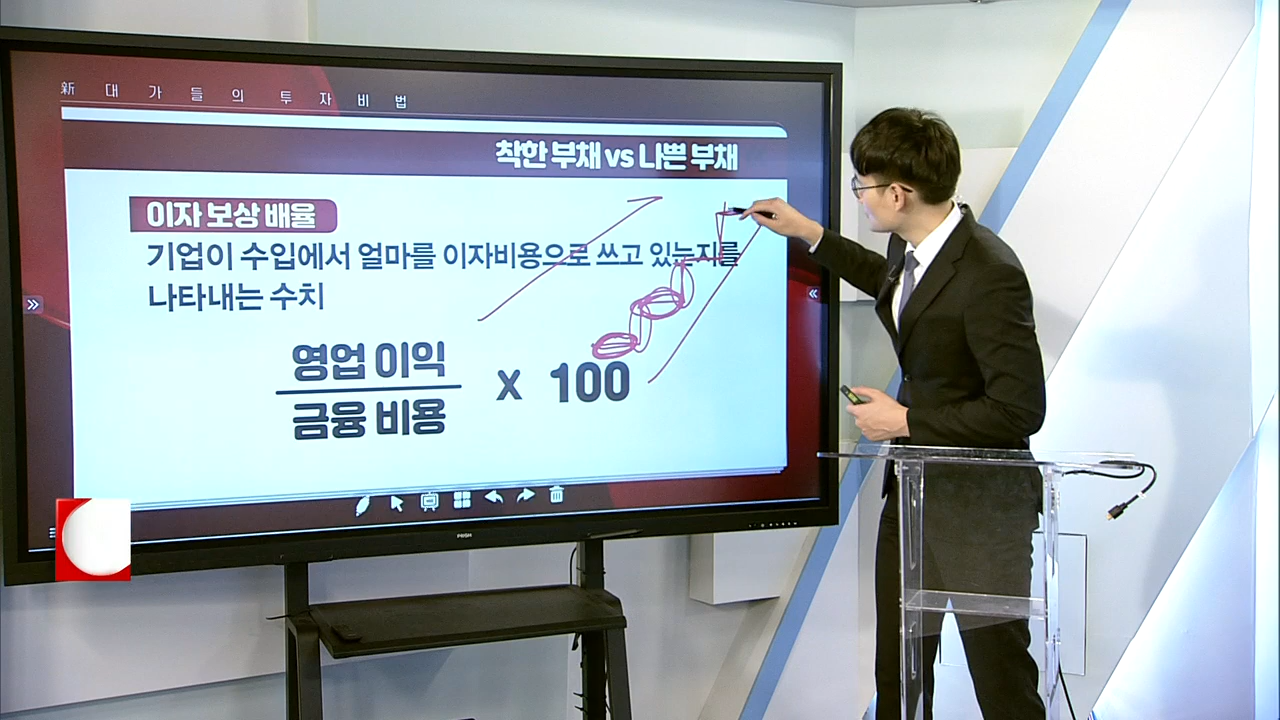 新 대가들의 투자비법
착한 부채 vs 나쁜 부채
이자 보상 배율
기업이 수입에서 얼마를 이자비용으로 쓰고 있는지를
나타내는 수치
영업 이익
금융 비용
x 100